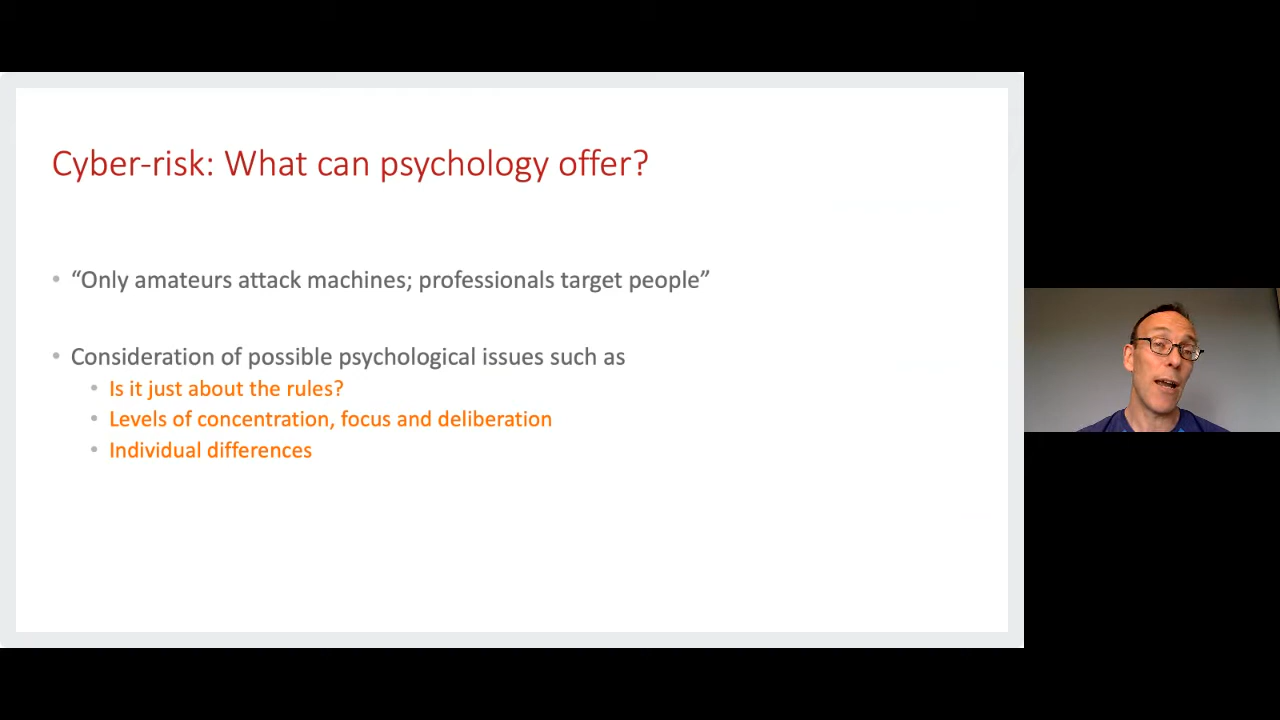 Cyber-risk: What can psychology offer?
• “Only amateurs attack machines; professionals target people”
• Consideration of possible psychological issues such as
• Is it just about the rules?
• Levels of concentration, focus and deliberation
• Individual differences